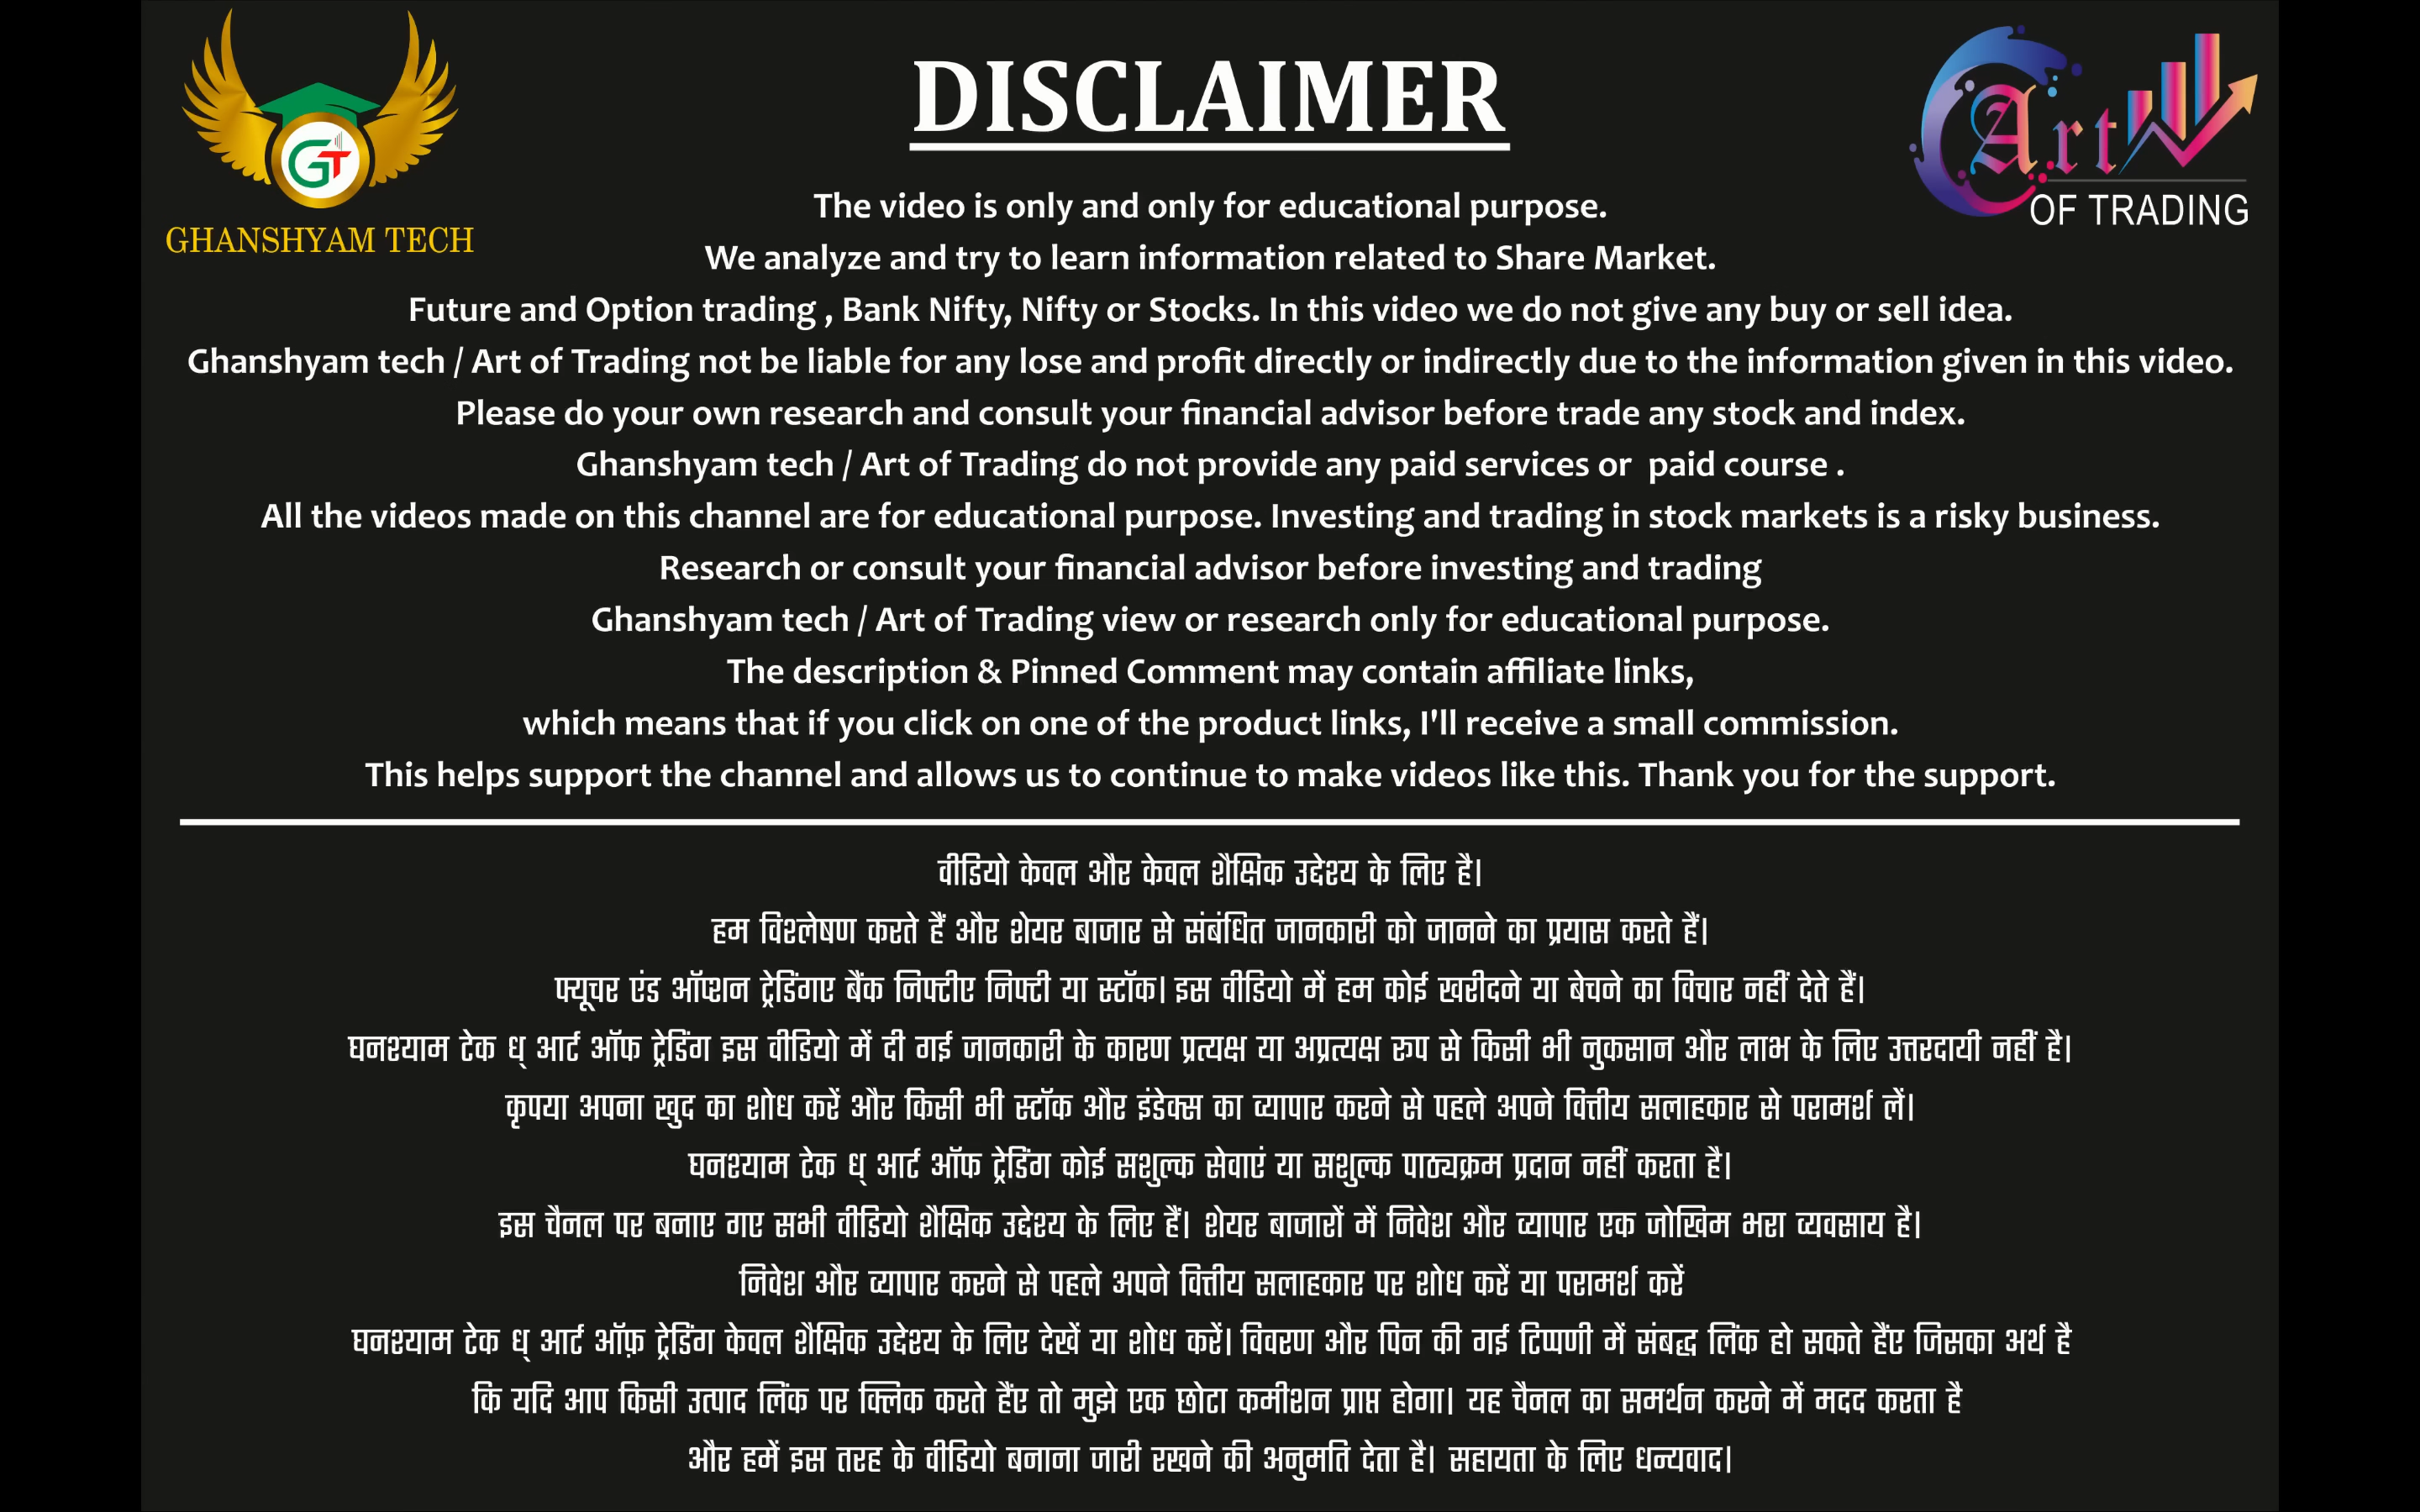 GHANSHYAM TECH
GT
Art
OF TRADING
DISCLAIMER
The video is only and only for educational purpose.
We analyze and try to learn information related to Share Market.
Future and Option trading , Bank Nifty, Nifty or Stocks. In this video we do not give any buy or sell idea.
Ghanshyam tech / Art of Trading not be liable for any lose and profit directly or indirectly due to the information given in this video.
Please do your own research and consult your financial advisor before trade any stock and index.
Ghanshyam tech / Art of Trading do not provide any paid services or  paid course .
All the videos made on this channel are for educational purpose. Investing and trading in stock markets is a risky business.
Research or consult your financial advisor before investing and trading
Ghanshyam tech / Art of Trading view or research only for educational purpose.
The description & Pinned Comment may contain affiliate links,
which means that if you click on one of the product links, I'll receive a small commission.
This helps support the channel and allows us to continue to make videos like this. Thank you for the support.
वीडियो केवल और केवल शैक्षिक उद्देश्य के लिए है।
हम विश्लेषण करते हैं और शेयर बाजार से संबंधित जानकारी को जानने का प्रयास करते हैं।
फ्यूचर एंड ऑप्शन ट्रेडिंगए बैंक निफ्टीए निफ्टी या स्टॉक। इस वीडियो में हम कोई खरीदने या बेचने का विचार नहीं देते हैं।
घनश्याम टेक ध् आर्ट ऑफ ट्रेडिंग इस वीडियो में दी गई जानकारी के कारण प्रत्यक्ष या अप्रत्यक्ष रूप से किसी भी नुकसान और लाभ के लिए उत्तरदायी नहीं है।
कृपया अपना खुद का शोध करें और किसी भी स्टॉक और इंडेक्स का व्यापार करने से पहले अपने वित्तीय सलाहकार से परामर्श लें।
घनश्याम टेक ध् आर्ट ऑफ ट्रेडिंग कोई सशुल्क सेवाएं या सशुल्क पाठ्यक्रम प्रदान नहीं करता है।
इस चैनल पर बनाए गए सभी वीडियो शैक्षिक उद्देश्य के लिए हैं। शेयर बाजारों में निवेश और व्यापार एक जोखिम भरा व्यवसाय है।
निवेश और व्यापार करने से पहले अपने वित्तीय सलाहकार पर शोध करें या परामर्श करें
घनश्याम टेक ध् आर्ट ऑफ़ ट्रेडिंग केवल शैक्षिक उद्देश्य के लिए देखें या शोध करें। विवरण और पिन की गई टिप्पणी में संबद्ध लिंक हो सकते हैंए जिसका अर्थ है
कि यदि आप किसी उत्पाद लिंक पर क्लिक करते हैंए तो मुझे एक छोटा कमीशन प्राप्त होगा। यह चैनल का समर्थन करने में मदद करता है
और हमें इस तरह के वीडियो बनाना जारी रखने की अनुमति देता है। सहायता के लिए धन्यवाद।